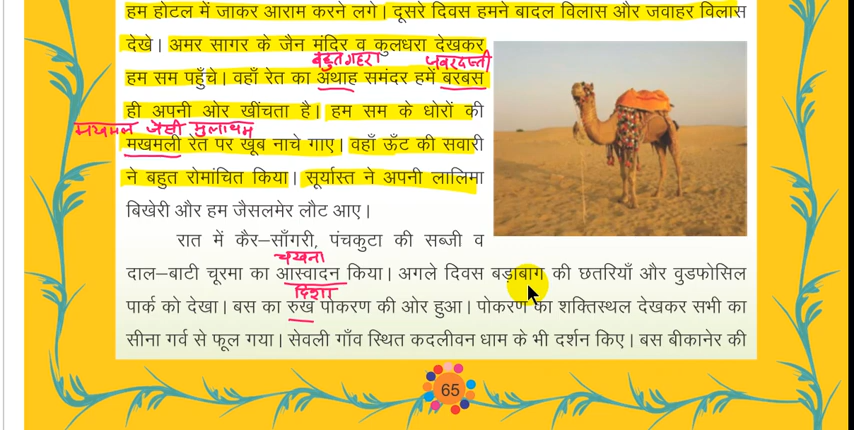 हम होटल में जाकर आराम करने लगे। दूसरे दिवस हमने बादल विलास और जवाहर विलास
देखे। अमर सागर के जैन मंदिर व कुलधरा देखकर
बहुत गहरा जबरदस्ती
हम सम पहुँचे। वहाँ रेत का अथाह समंदर हमें बरबस
ही अपनी ओर खींचता है। हम सम के धोरों की
मखमल जैसी मुलायम
मखमली रेत पर खूब नाचे गाए। वहाँ ऊँट की सवारी
ने बहुत रोमांचित किया। सूर्यास्त ने अपनी लालिमा
बिखेरी और हम जैसलमेर लौट आए।
रात में कैर–साँगरी, पंचकुटा की सब्जी व
चखना
दाल–बाटी चूरमा का आस्वादन किया। अगले दिवस बड़ाबाग की छतरियाँ और वुडफोसिल
दिशा
पार्क को देखा। बस का रुख पोकरण की ओर हुआ। पोकरण का शक्तिस्थल देखकर सभी का
सीना गर्व से फूल गया। सेवली गाँव स्थित कदलीवन धाम के भी दर्शन किए। बस बीकानेर की
65